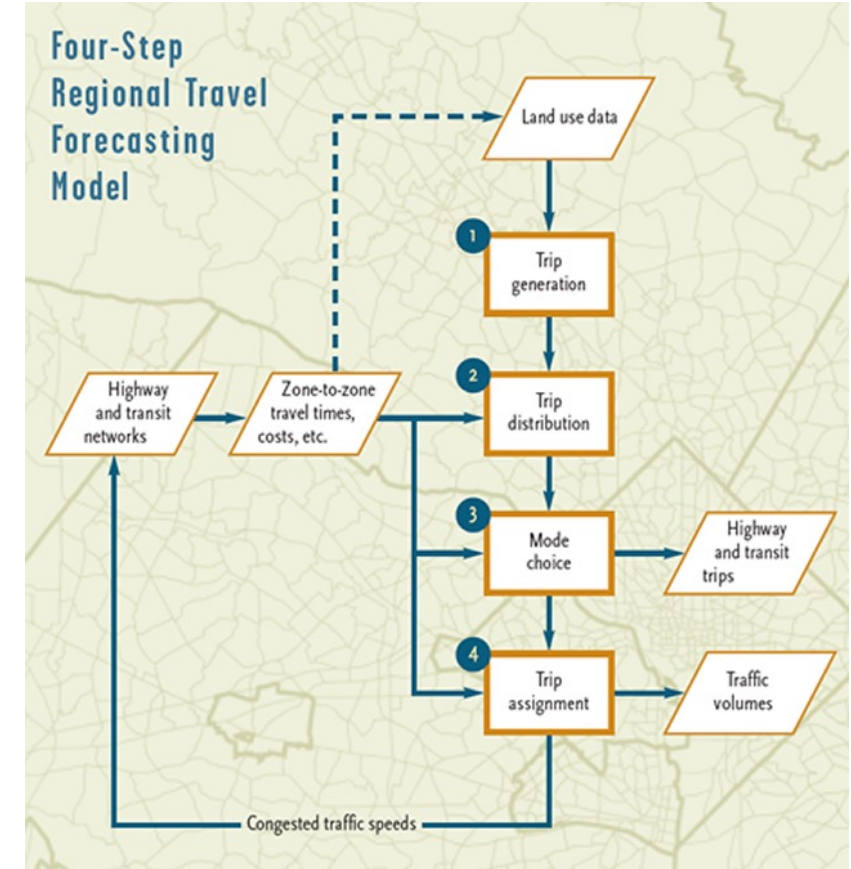 Four-Step
Regional Travel
Forecasting
Model
Land use data
1
Trip
generation
2
Trip
distribution
Highway
and transit
networks
Zone-to-zone
travel times,
costs, etc.
3
Mode
choice
Highway
and transit
trips
4
Trip
assignment
Traffic
volumes
Congested traffic speeds